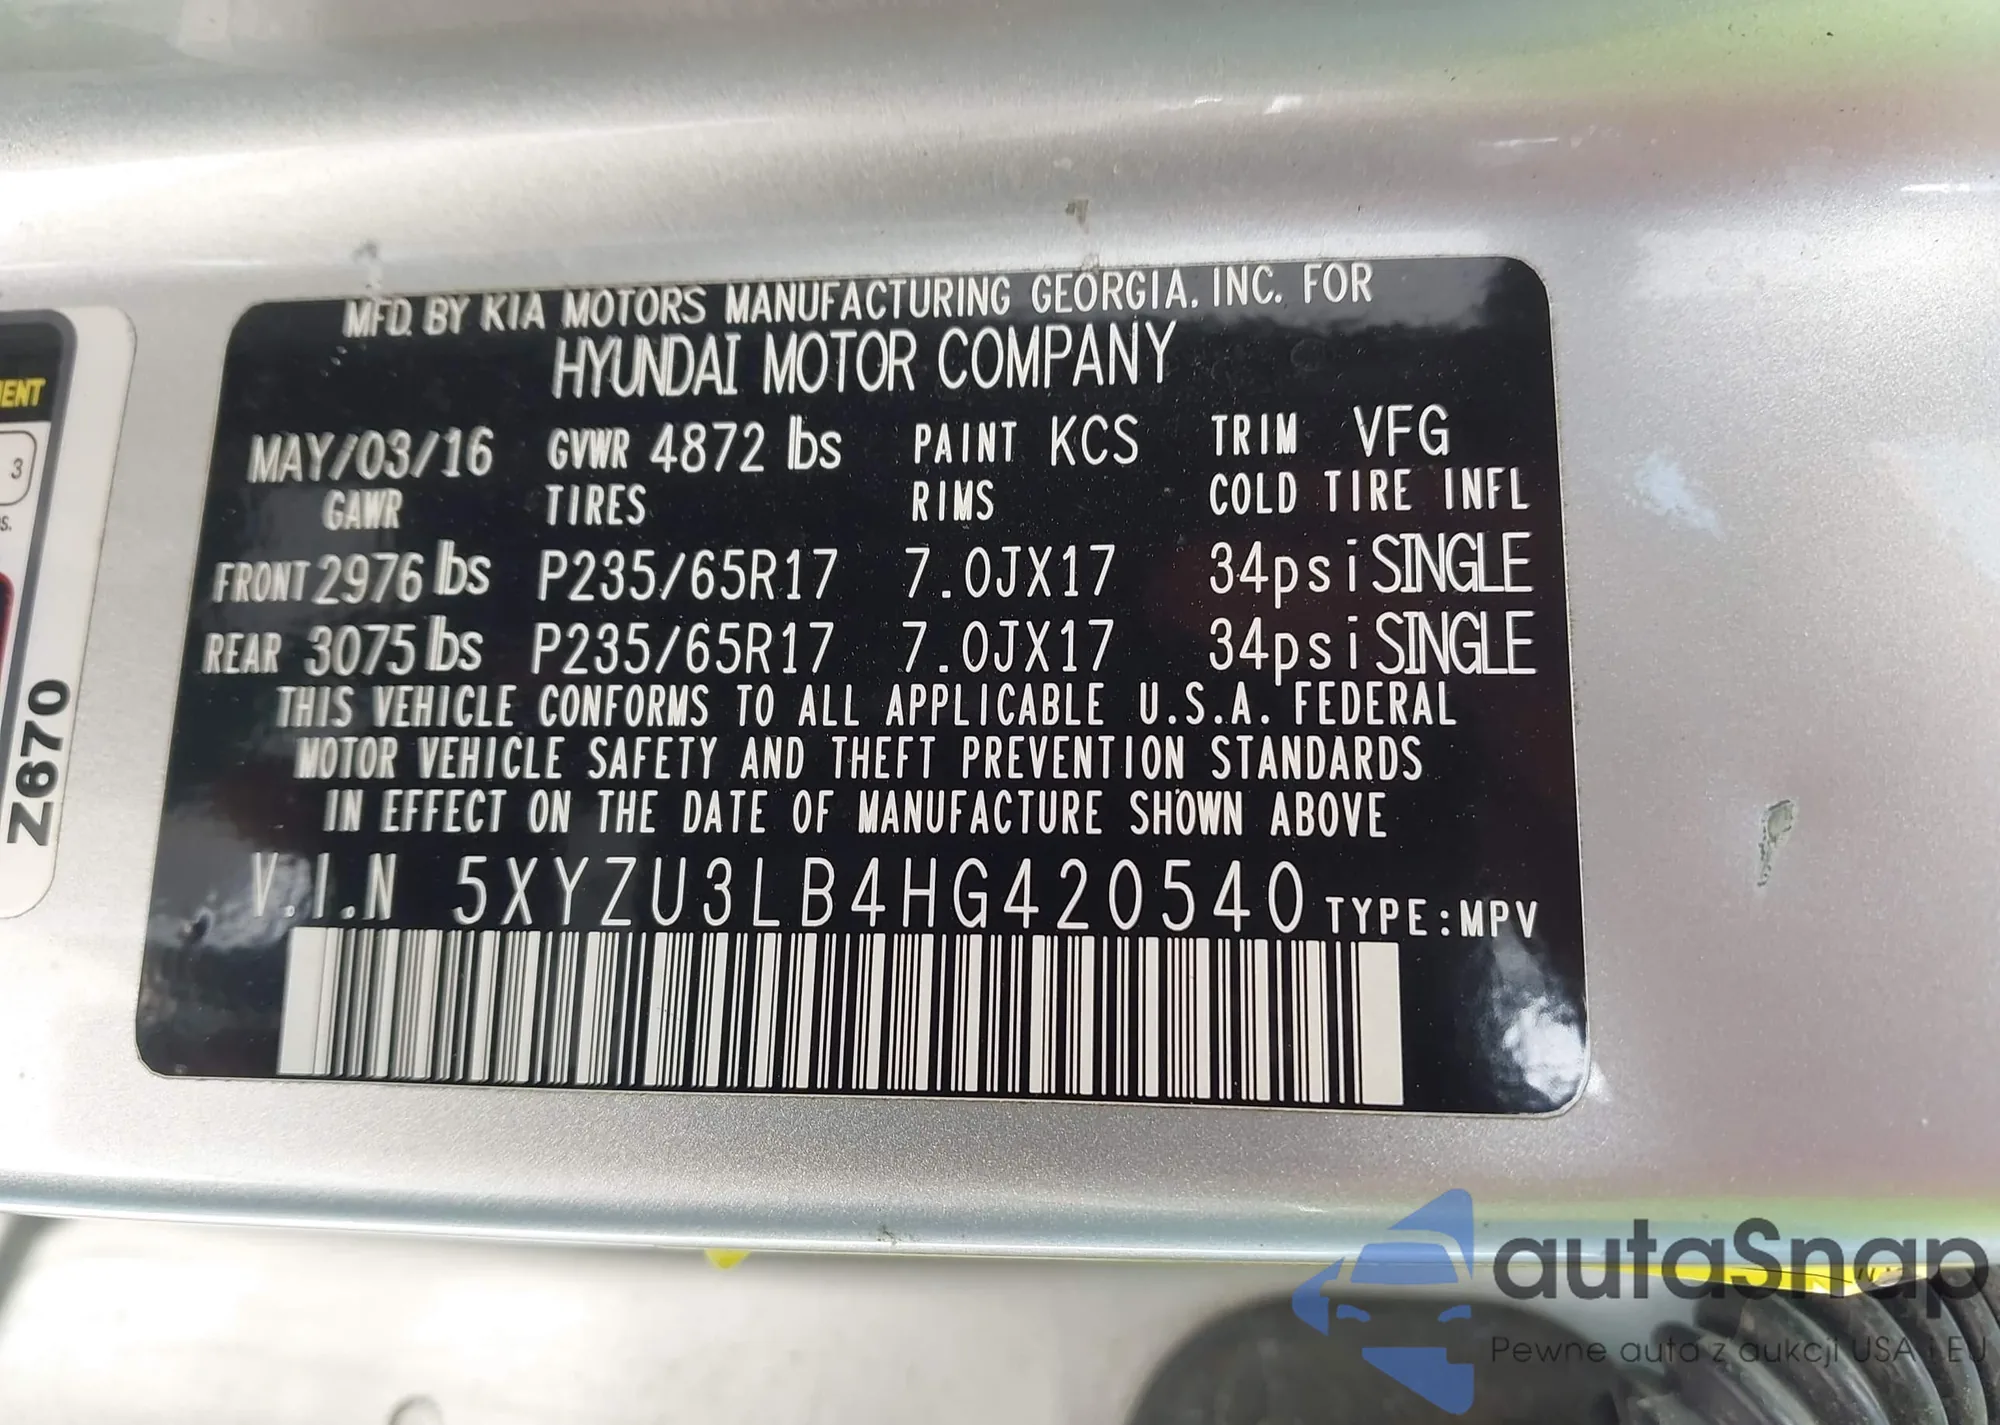 MFD. BY KIA MOTORS MANUFACTURING GEORGIA, INC. FOR
HYUNDAI MOTOR COMPANY
MAY/03/16 GVWR 4872 lbs PAINT KCS TRIM VFG
GAWR TIRES RIMS COLD TIRE INFL
FRONT 2976 lbs P235/65R17 7.0JX17 34psi SINGLE
REAR 3075 lbs P235/65R17 7.0JX17 34psi SINGLE
THIS VEHICLE CONFORMS TO ALL APPLICABLE U.S.A. FEDERAL
MOTOR VEHICLE SAFETY AND THEFT PREVENTION STANDARDS
IN EFFECT ON THE DATE OF MANUFACTURE SHOWN ABOVE
V.I.N 5XYZU3LB4HG420540 TYPE:MPV
3
Z670
autaSnap
Pewne auta z aukcji USA i EU